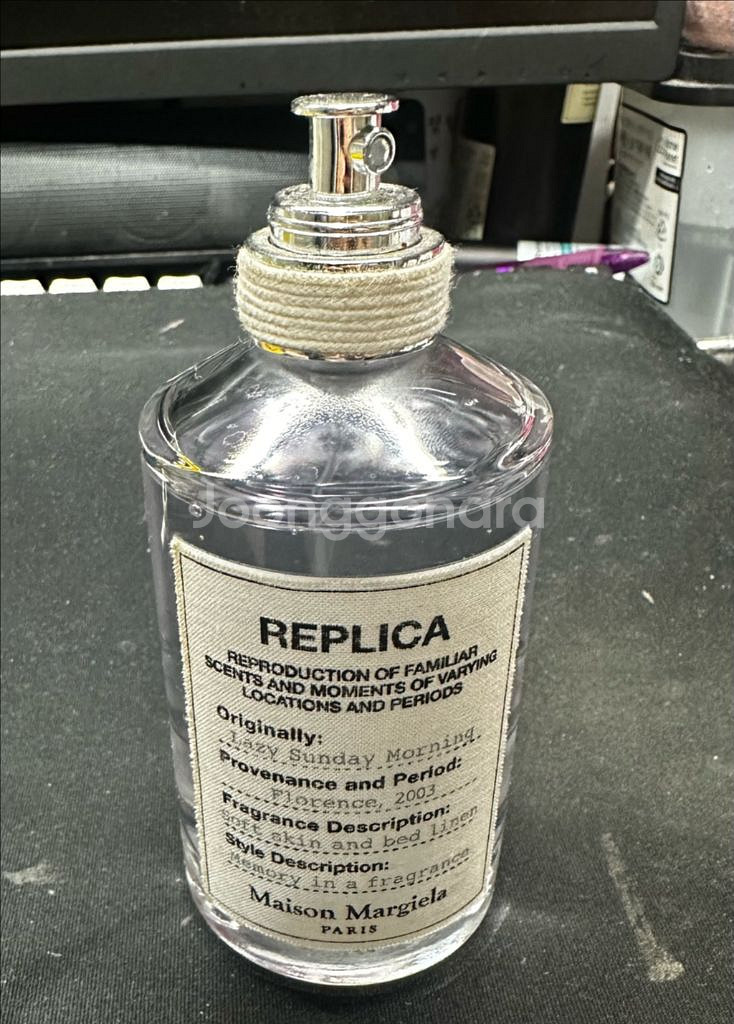 Joonggonara
REPLICA
REPRODUCTION OF FAMILIAR
SCENTS AND MOMENTS OF VARYING
LOCATIONS AND PERIODS
Originally:
Lazy Sunday Morning
Provenance and Period:
Florence, 2003
Fragrance Description:
Soft skin and bed linen
Style Description:
Memory in a fragrance
Maison Margiela
PARIS